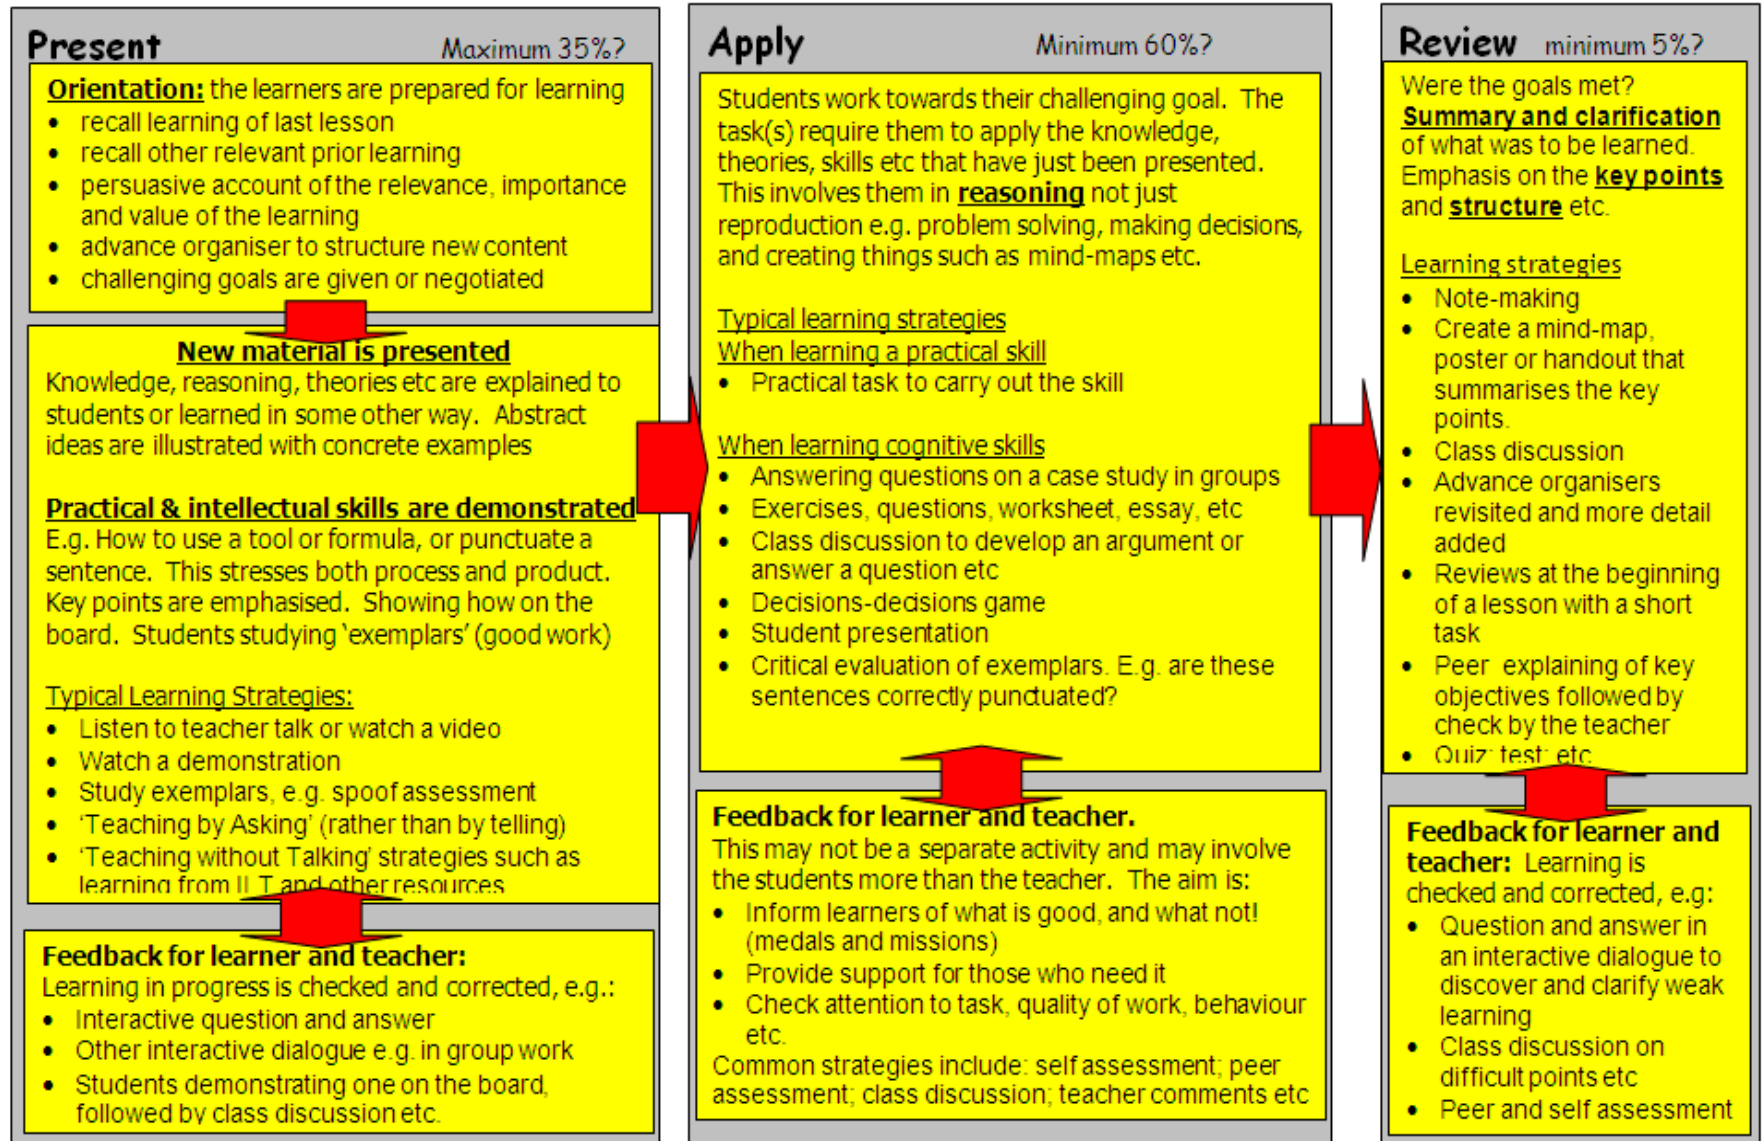 Present Maximum 35%?
Orientation: the learners are prepared for learning
• recall learning of last lesson
• recall other relevant prior learning
• persuasive account of the relevance, importance
and value of the learning
• advance organiser to structure new content
• challenging goals are given or negotiated
New material is presented
Knowledge, reasoning, theories etc are explained to
students or learned in some other way. Abstract
ideas are illustrated with concrete examples
Practical & intellectual skills are demonstrated
E.g. How to use a tool or formula, or punctuate a
sentence. This stresses both process and product.
Key points are emphasised. Showing how on the
board. Students studying ‘exemplars’ (good work)
Typical Learning Strategies:
• Listen to teacher talk or watch a video
• Watch a demonstration
• Study exemplars, e.g. spoof assessment
• ‘Teaching by Asking’ (rather than by telling)
• ‘Teaching without Talking’ strategies such as
learning from ILT and other resources
Feedback for learner and teacher:
Learning in progress is checked and corrected, e.g.:
• Interactive question and answer
• Other interactive dialogue e.g. in group work
• Students demonstrating one on the board,
followed by class discussion etc.
Apply Minimum 60%?
Students work towards their challenging goal. The
task(s) require them to apply the knowledge,
theories, skills etc that have just been presented.
This involves them in reasoning not just
reproduction e.g. problem solving, making decisions,
and creating things such as mind-maps etc.
Typical learning strategies
When learning a practical skill
• Practical task to carry out the skill
When learning cognitive skills
• Answering questions on a case study in groups
• Exercises, questions, worksheet, essay, etc
• Class discussion to develop an argument or
answer a question etc
• Decisions-decisions game
• Student presentation
• Critical evaluation of exemplars. E.g. are these
sentences correctly punctuated?
Feedback for learner and teacher.
This may not be a separate activity and may involve
the students more than the teacher. The aim is:
• Inform learners of what is good, and what not!
(medals and missions)
• Provide support for those who need it
• Check attention to task, quality of work, behaviour
etc.
Common strategies include: self assessment; peer
assessment; class discussion; teacher comments etc
Review minimum 5%?
Were the goals met?
Summary and clarification
of what was to be learned.
Emphasis on the key points
and structure etc.
Learning strategies
• Note-making
• Create a mind-map,
poster or handout that
summarises the key
points.
• Class discussion
• Advance organisers
revisited and more detail
added
• Reviews at the beginning
of a lesson with a short
task
• Peer explaining of key
objectives followed by
check by the teacher
• Quiz; test; etc
Feedback for learner and
teacher: Learning is
checked and corrected, e.g:
• Question and answer in
an interactive dialogue to
discover and clarify weak
learning
• Class discussion on
difficult points etc
• Peer and self assessment